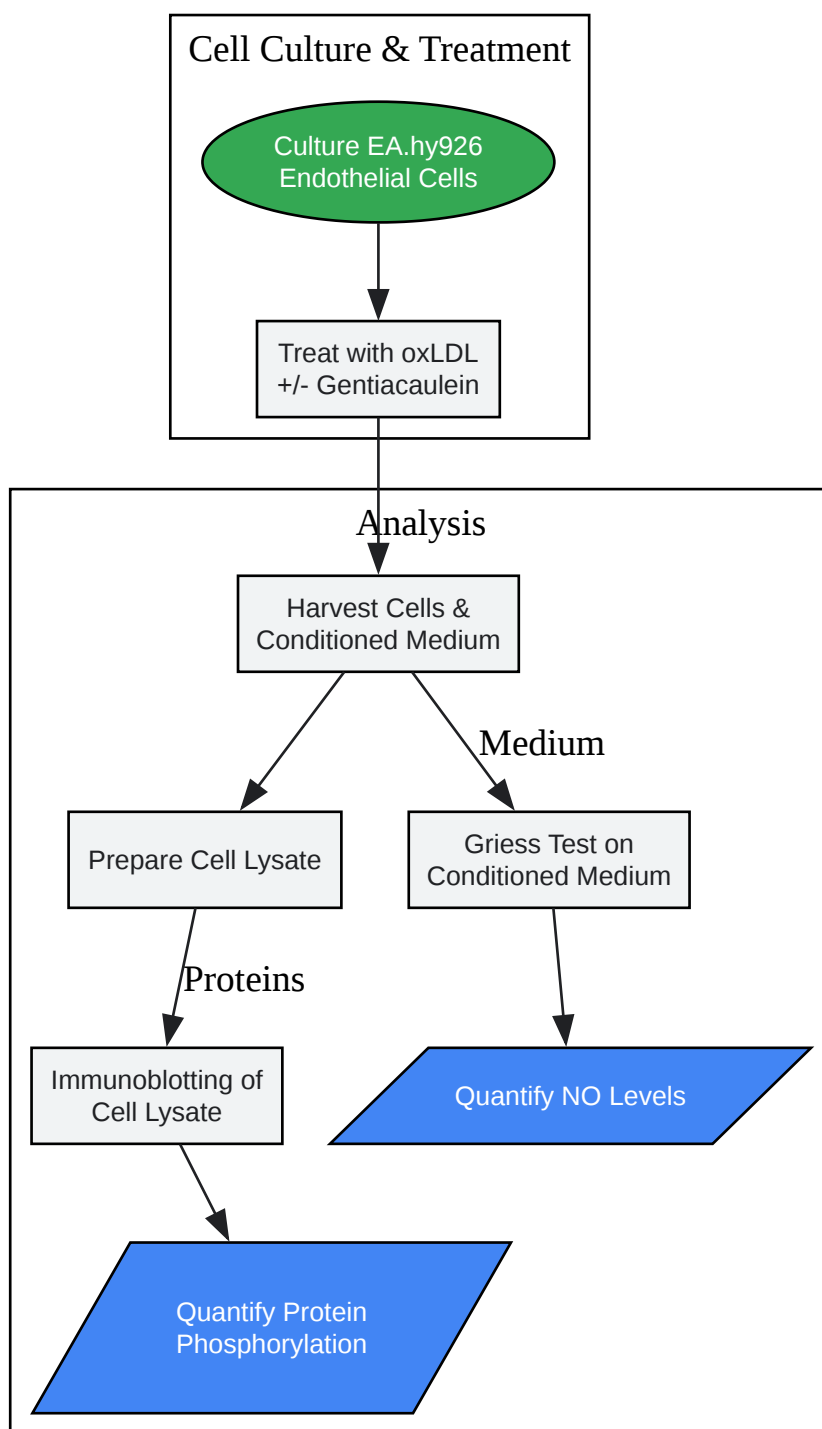 Cell Culture & Treatment
Culture EA.hy926
Endothelial Cells
Treat with oxLDL
+/- Gentiacaulein
Analysis
Harvest Cells &
Conditioned Medium
Medium
Prepare Cell Lysate
Griess Test on
Conditioned Medium
Proteins
Immunoblotting of
Cell Lysate
Quantify NO Levels
Quantify Protein
Phosphorylation